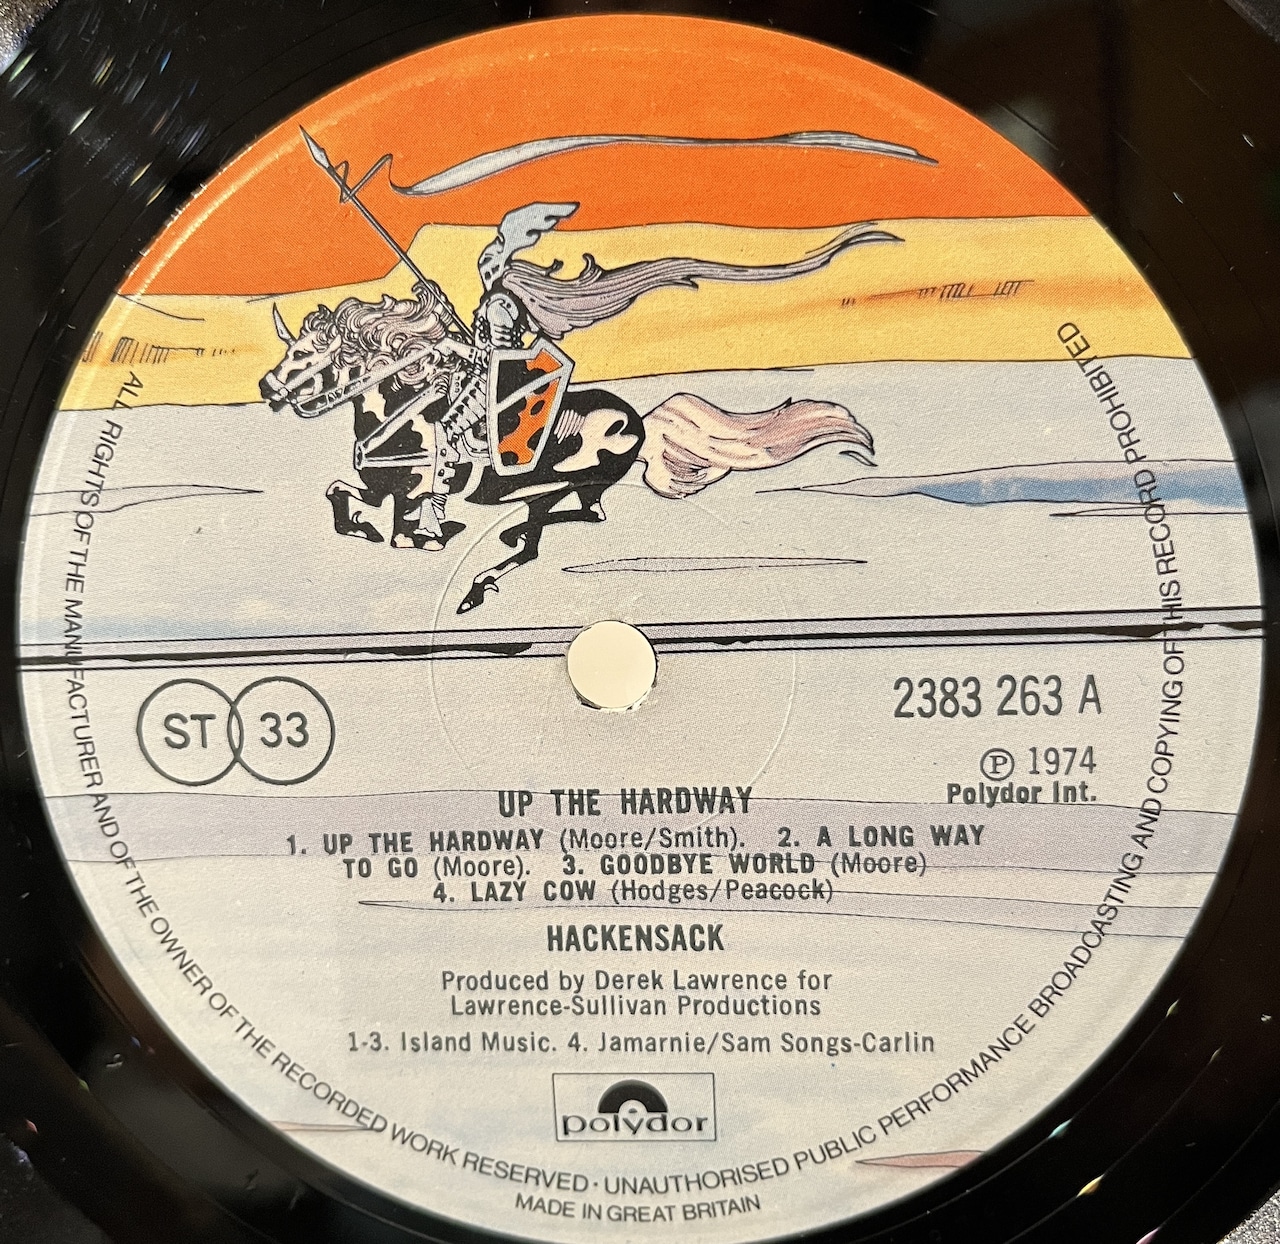 ST 33
2383 263 A
Ⓟ 1974
Polydor Int.
UP THE HARDWAY
1. UP THE HARDWAY (Moore/Smith). 2. A LONG WAY
TO GO (Moore). 3. GOODBYE WORLD (Moore)
4. LAZY COW (Hodges/Peacock)
HACKENSACK
Produced by Derek Lawrence for
Lawrence-Sullivan Productions
1-3. Island Music. 4. Jamarnie/Sam Songs-Carlin
polydor
ALL RIGHTS OF THE MANUFACTURER AND OF THE OWNER OF THE RECORDED WORK RESERVED · UNAUTHORISED PUBLIC PERFORMANCE BROADCASTING AND COPYING OF THIS RECORD PROHIBITED
MADE IN GREAT BRITAIN